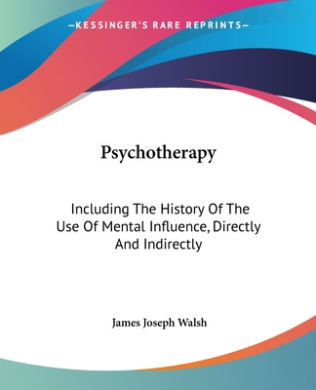 KESSINGER'S RARE REPRINTS
Psychotherapy
Including The History Of The
Use Of Mental Influence, Directly
And Indirectly
James Joseph Walsh